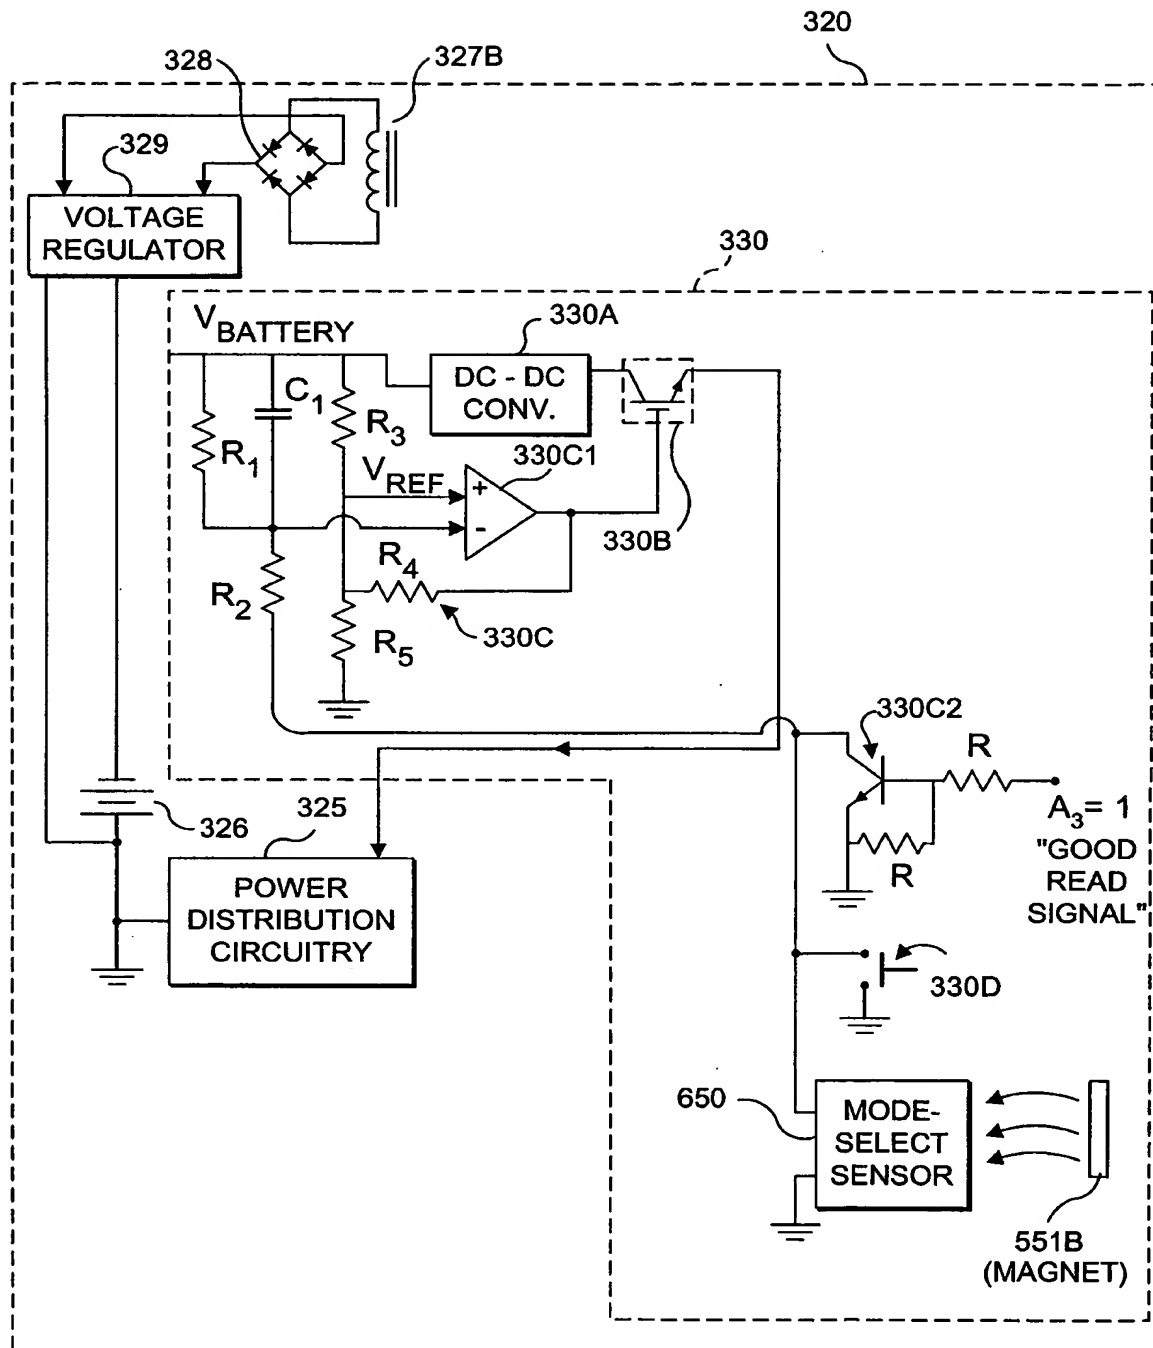 320
328
327B
329
VOLTAGE
REGULATOR
330
V BATTERY
330A
DC - DC
CONV.
C1
R3
R1
330C1
VREF
+
-
330B
R4
R2
330C
R5
330C2
R
A3= 1
"GOOD
READ
SIGNAL"
R
326
325
POWER
DISTRIBUTION
CIRCUITRY
330D
650
MODE-
SELECT
SENSOR
551B
(MAGNET)